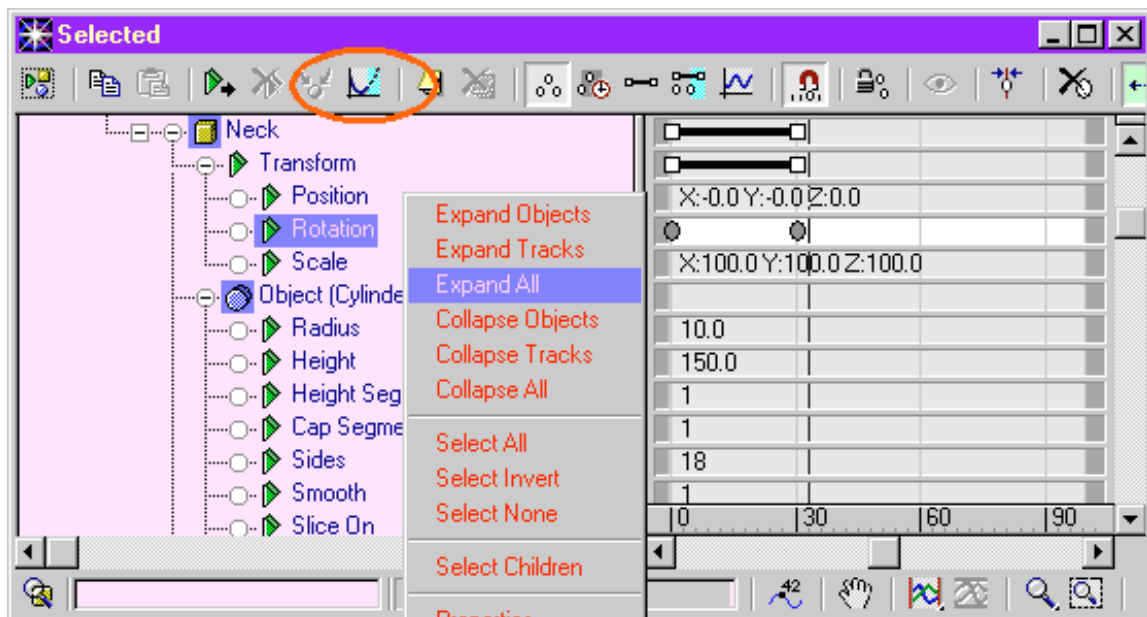 Selected
Neck
Transform
Position
X:-0.0 Y:-0.0 Z:0.0
Rotation
Scale
X:100.0 Y:100.0 Z:100.0
Object (Cylinde
Radius
10.0
Height
150.0
Height Seg
1
Cap Segme
1
Sides
18
Smooth
1
Slice On
0 30 60 90
Expand Objects
Expand Tracks
Expand All
Collapse Objects
Collapse Tracks
Collapse All
Select All
Select Invert
Select None
Select Children
Properties
42